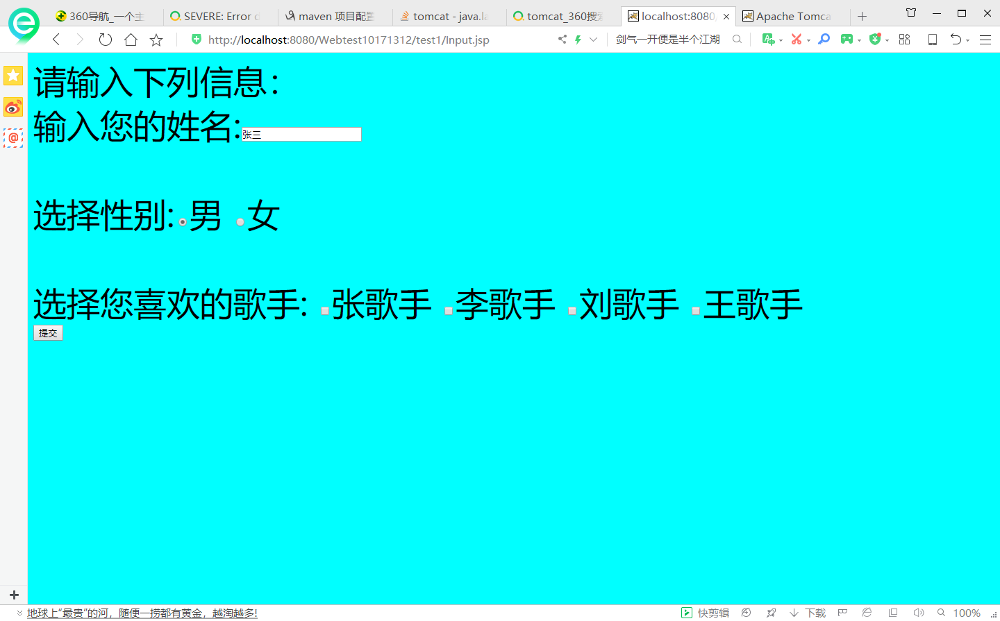 360导航_一个主
SEVERE: Error
maven 项目配置
tomcat - java.la
tomcat_360搜索
localhost:8080/
Apache Tomca
http://localhost:8080/Webtest10171312/test1/Input.jsp
剑气一开便是半个江湖
请输入下列信息：
输入您的姓名:张三
选择性别:男 女
选择您喜欢的歌手: 张歌手 李歌手 刘歌手 王歌手
提交
地球上“最贵”的河，随便一捞都有黄金，越淘越多!
快剪辑
下载
100%